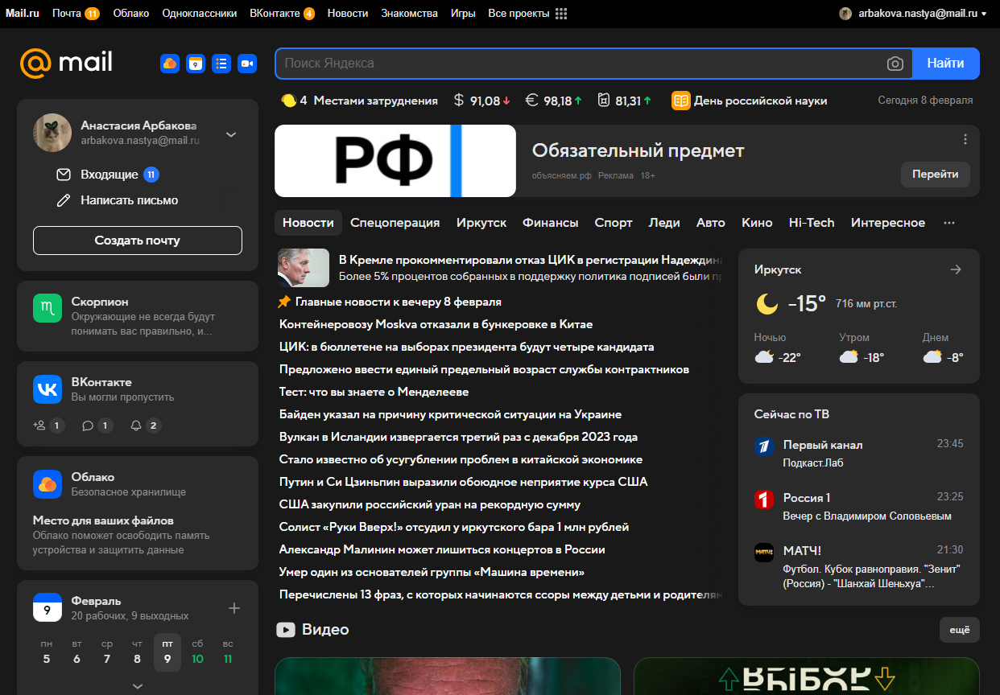 Mail.ru Почта 11 Облако Одноклассники ВКонтакте 4 Новости Знакомства Игры Все проекты arbakova.nastya@mail.ru
mail
9
Поиск Яндекса Найти
4 Местами затруднения $ 91,08 € 98,18 81,31 День российской науки Сегодня 8 февраля
Анастасия Арбакова
arbakova.nastya@mail.ru
Входящие 11
Написать письмо
Создать почту
РФ
Обязательный предмет
объясняем.рф Реклама 18+
Перейти
Новости Спецоперация Иркутск Финансы Спорт Леди Авто Кино Hi-Tech Интересное ...
В Кремле прокомментировали отказ ЦИК в регистрации Надеждина
Более 5% процентов собранных в поддержку политика подписей были пр
Главные новости к вечеру 8 февраля
Контейнеровозу Moskva отказали в бункеровке в Китае
ЦИК: в бюллетене на выборах президента будут четыре кандидата
Предложено ввести единый предельный возраст службы контрактников
Тест: что вы знаете о Менделееве
Байден указал на причину критической ситуации на Украине
Вулкан в Исландии извергается третий раз с декабря 2023 года
Стало известно об усугублении проблем в китайской экономике
Путин и Си Цзиньпин выразили обоюдное неприятие курса США
США закупили российский уран на рекордную сумму
Солист «Руки Вверх!» отсудил у иркутского бара 1 млн рублей
Александр Малинин может лишиться концертов в России
Умер один из основателей группы «Машина времени»
Перечислены 13 фраз, с которых начинаются ссоры между детьми и родителям
Скорпион
Окружающие не всегда будут
понимать вас правильно, и...
ВКонтакте
Вы могли пропустить
1 1 2
Облако
Безопасное хранилище
Место для ваших файлов
Облако поможет освободить память
устройства и защитить данные
9
Февраль
20 рабочих, 9 выходных
пн вт ср чт пт сб вс
5 6 7 8 9 10 11
Иркутск
-15° 716 мм рт.ст.
Ночью Утром Днем
-22° -18° -8°
Сейчас по ТВ
Первый канал 23:45
Подкаст.Лаб
Россия 1 23:25
Вечер с Владимиром Соловьевым
МАТЧ!
МАТЧ! 21:30
Футбол. Кубок равноправия. "Зенит"
(Россия) - "Шанхай Шеньхуа"...
Видео ещё
ВЫБОР